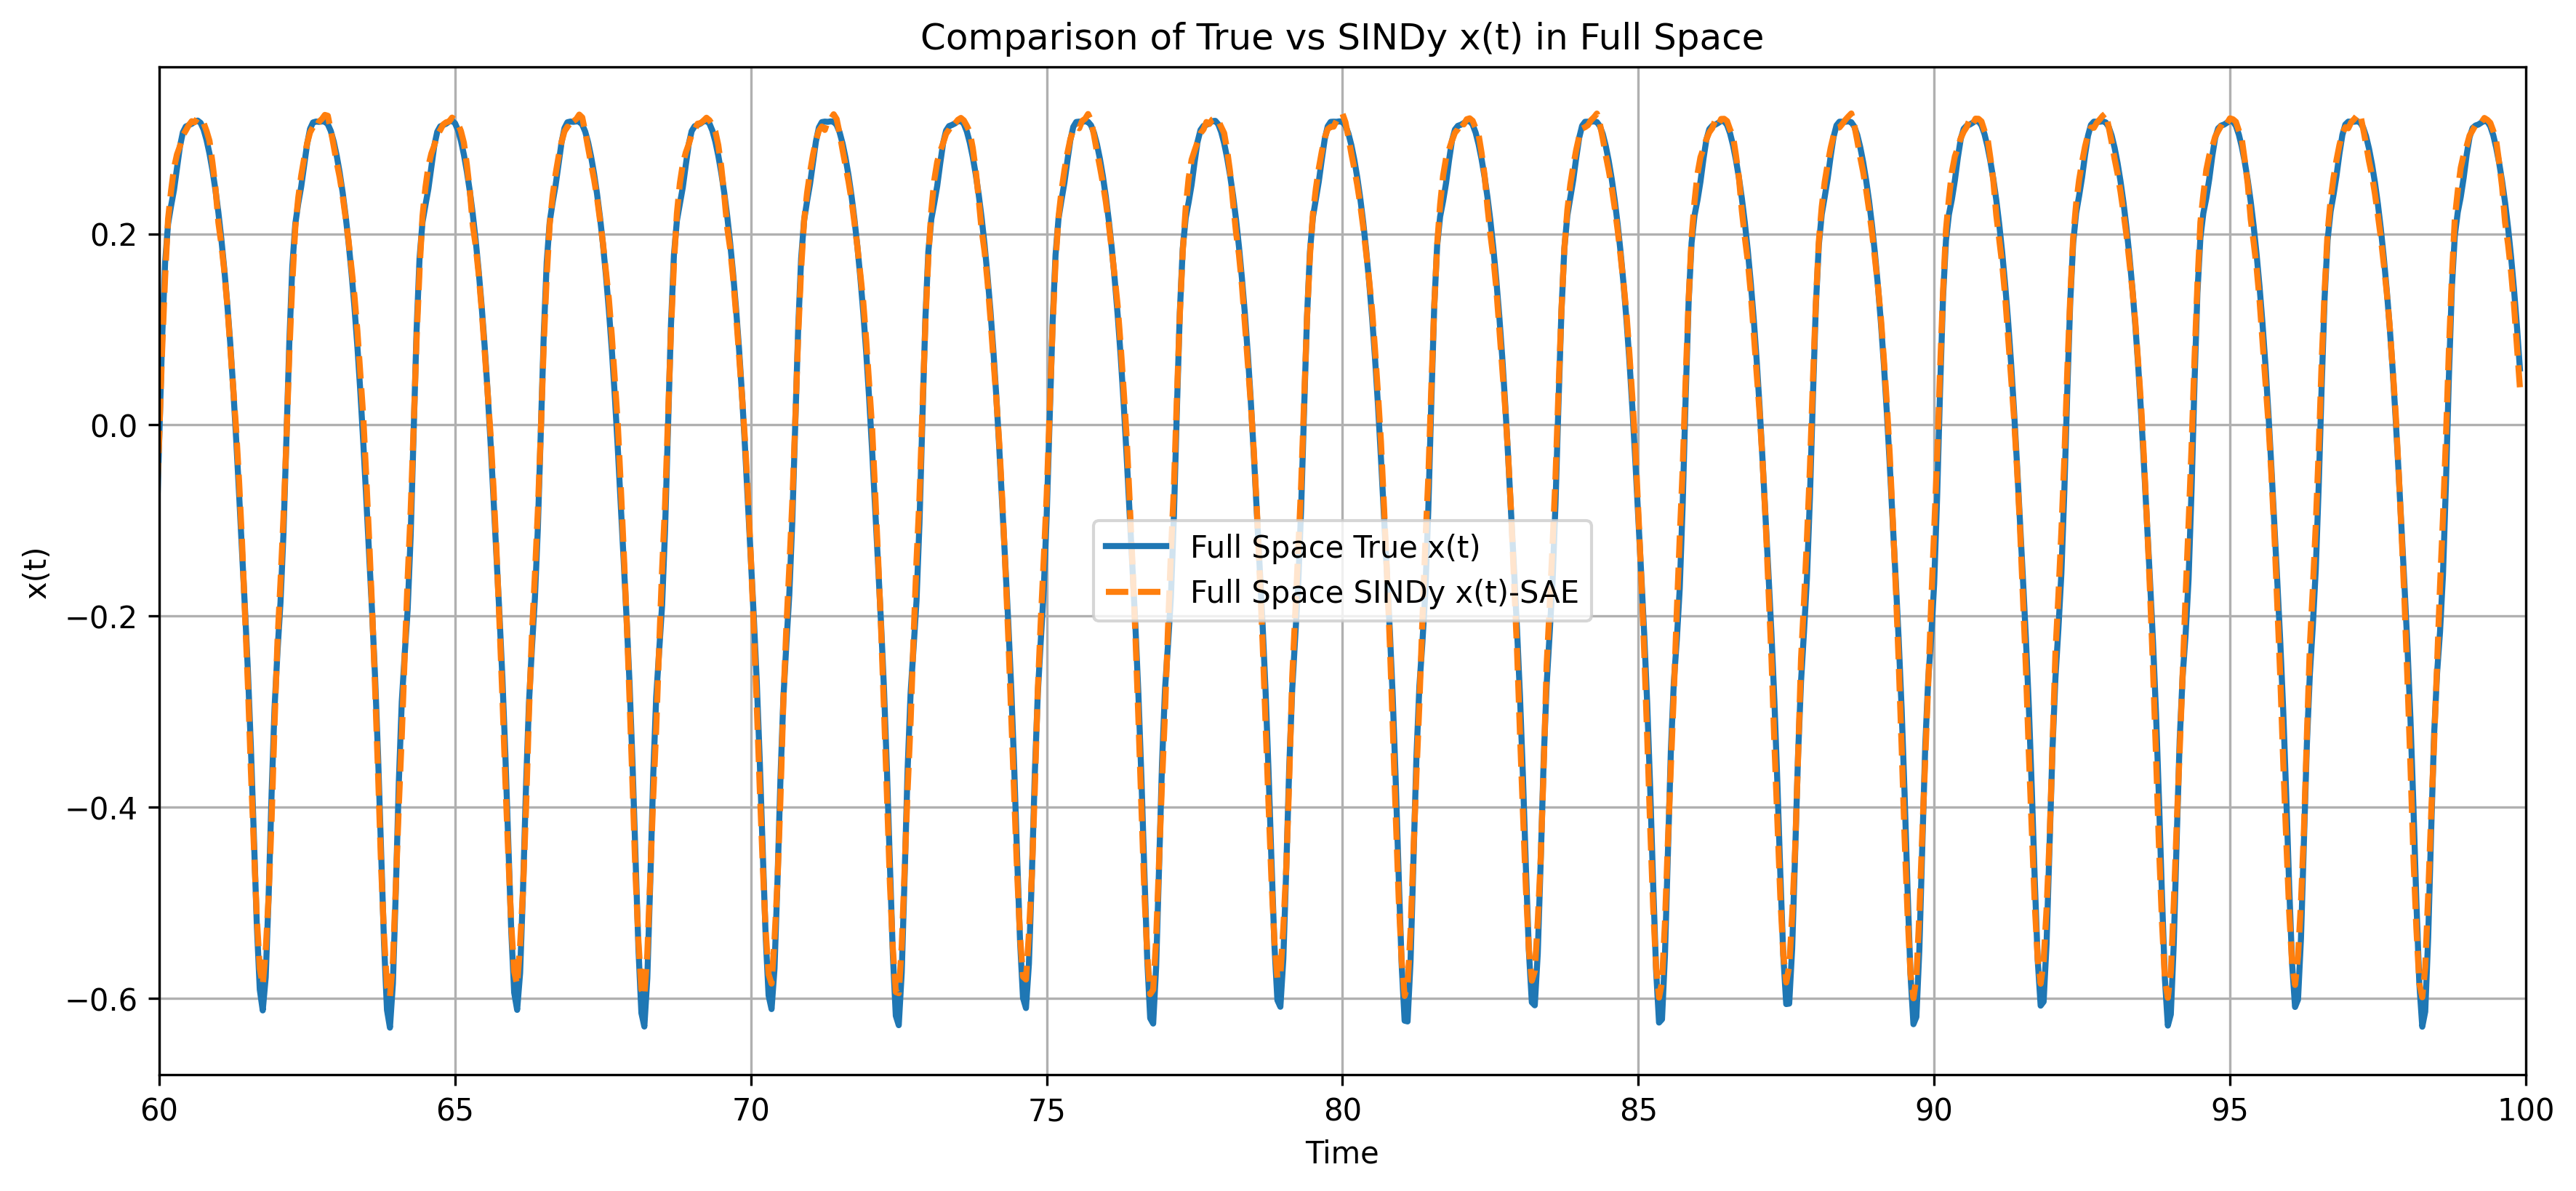 Comparison of True vs SINDy x(t) in Full Space
x(t)
0.2
0.0
−0.2
−0.4
−0.6
Full Space True x(t)
Full Space SINDy x(t)-SAE
60 65 70 75 80 85 90 95 100
Time